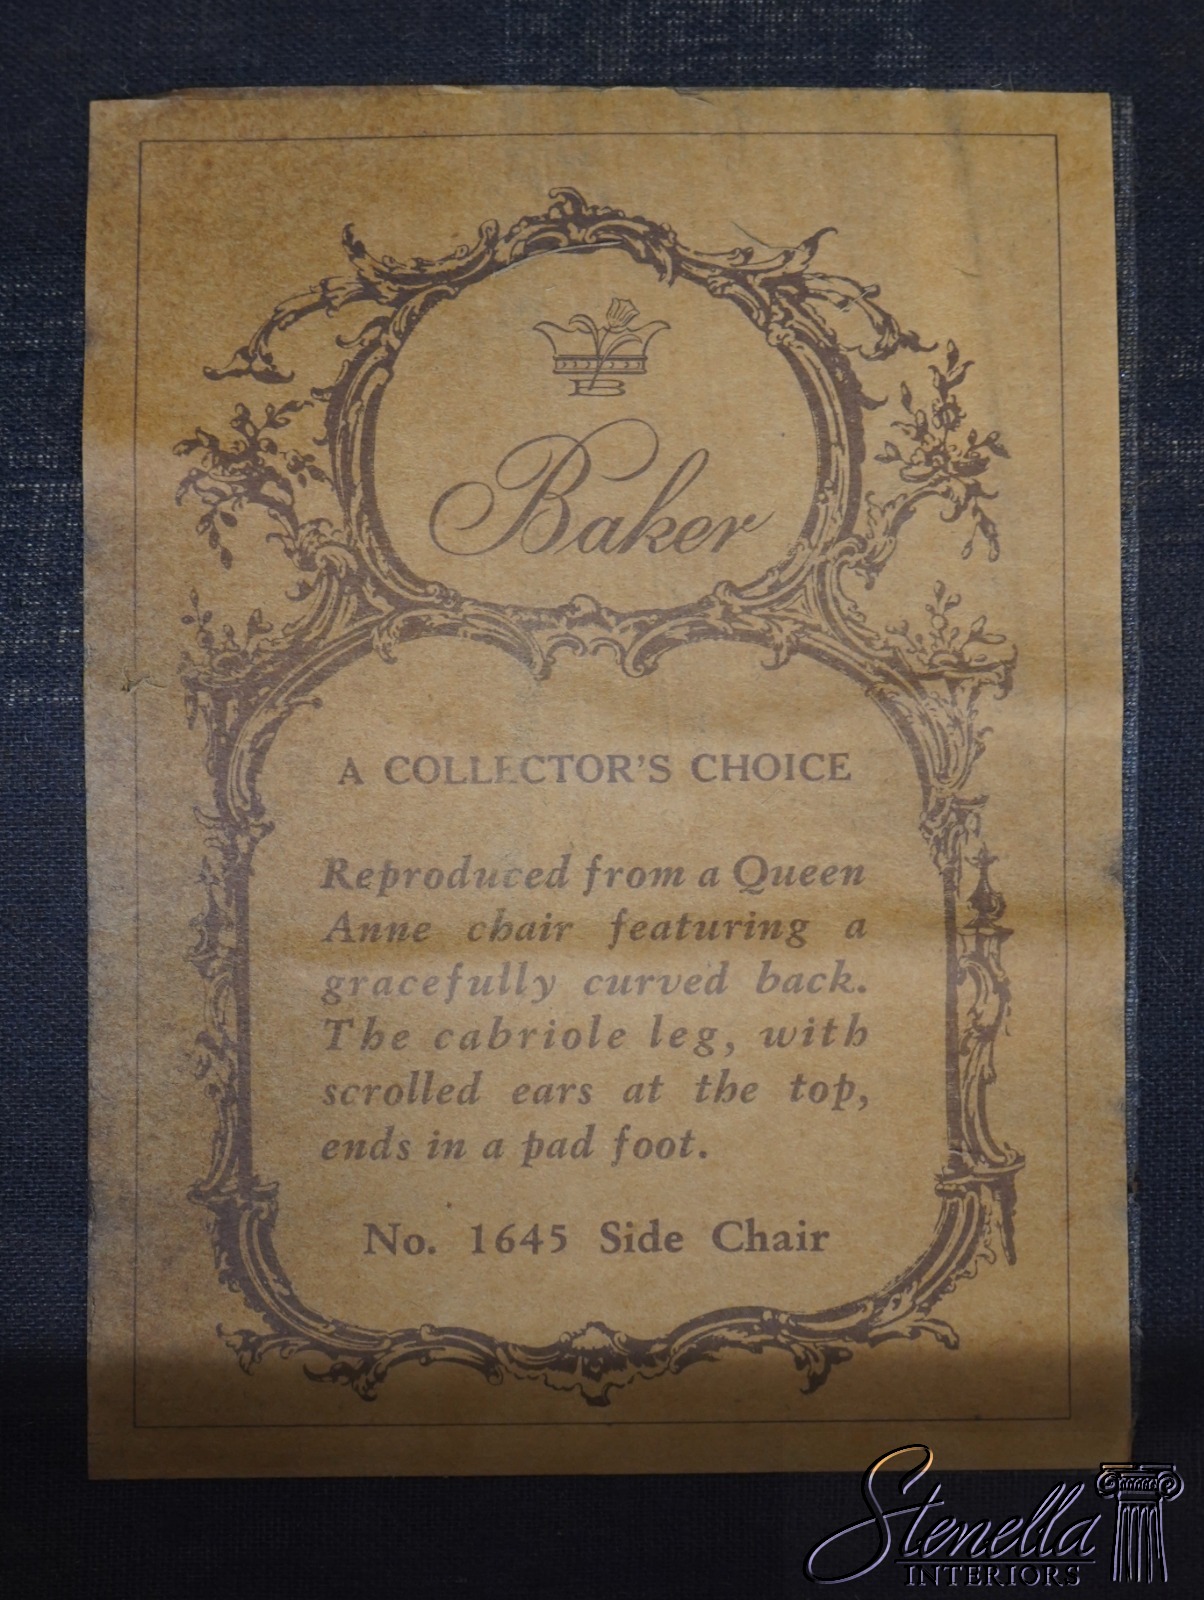 B
Baker
A COLLECTOR'S CHOICE
Reproduced from a Queen
Anne chair featuring a
gracefully curved back.
The cabriole leg, with
scrolled ears at the top,
ends in a pad foot.
No. 1645 Side Chair
Stenella
INTERIORS